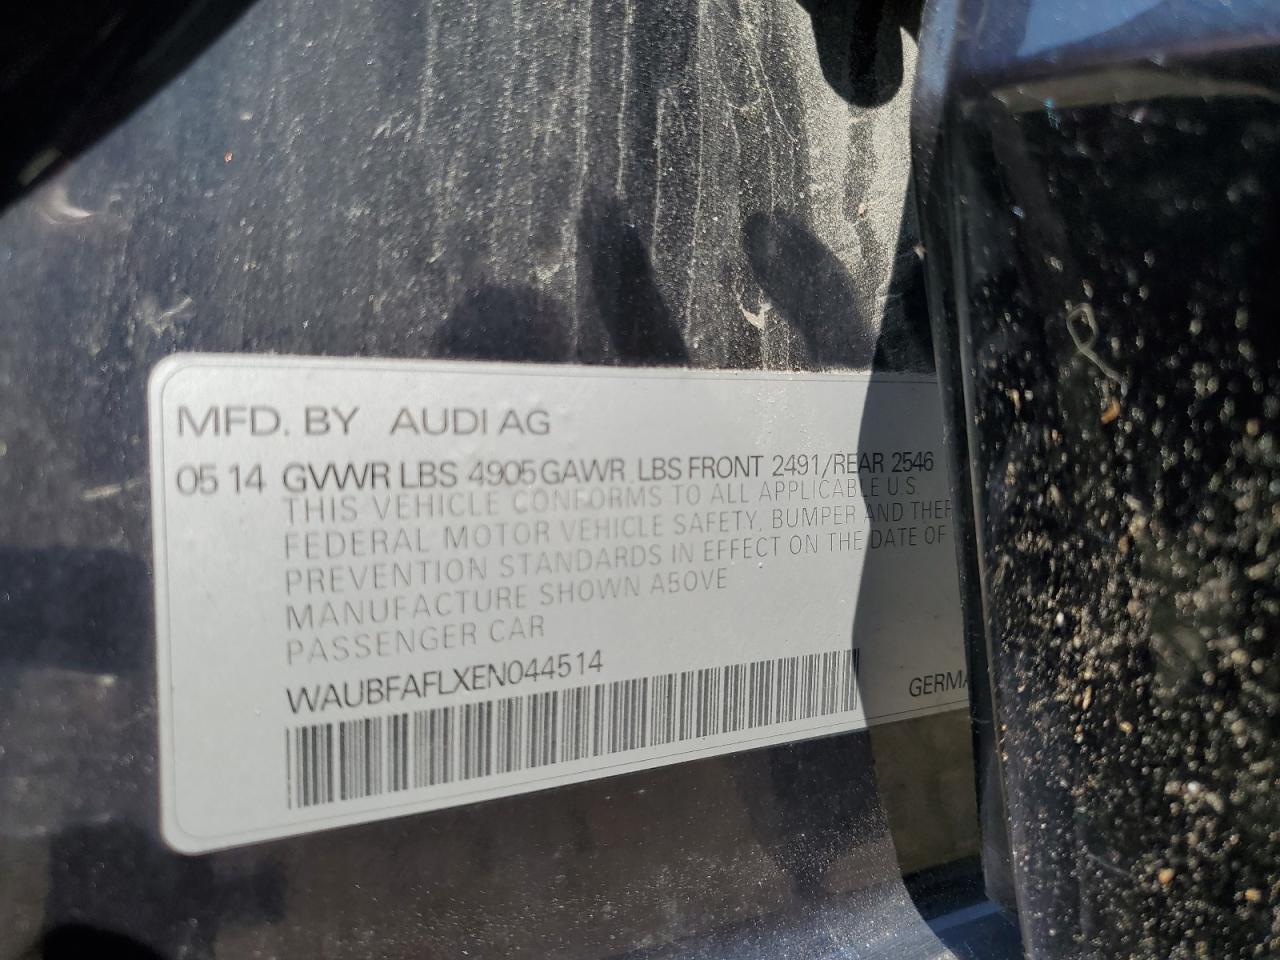 MFD. BY AUDI AG
05 14 GVWR LBS 4905 GAWR LBS FRONT 2491/REAR 2546
THIS VEHICLE CONFORMS TO ALL APPLICABLE U.S
FEDERAL MOTOR VEHICLE SAFETY, BUMPER AND THEF
PREVENTION STANDARDS IN EFFECT ON THE DATE OF
MANUFACTURE SHOWN ABOVE
PASSENGER CAR
WAUBFAFLXEN044514
GERMA